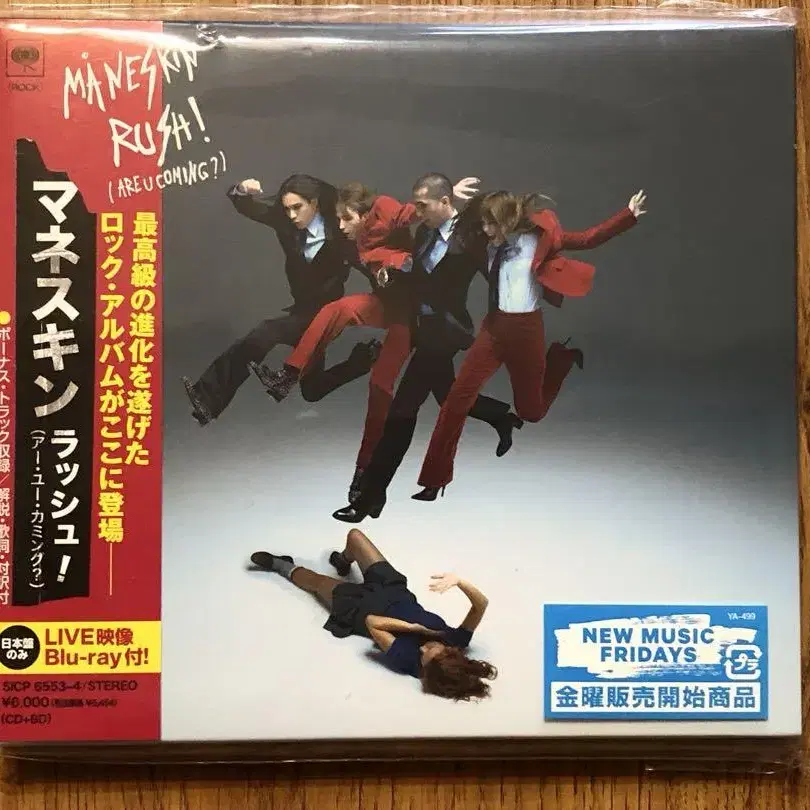 (ROCK)
MÅNESKIN
RUSH!
(ARE U COMING?)
マネスキン
ラッシュ!
(アー・ユー・カミング?)
最高級の進化を遂げた
ロック・アルバムがここに登場——
●ボーナス・トラック収録/解説・歌詞・対訳付
日本盤
のみ
LIVE映像
Blu-ray付!
SICP 6553-4/STEREO
¥6,000
(CD+BD)
YA-499
NEW MUSIC
FRIDAYS
プラ
金曜販売開始商品